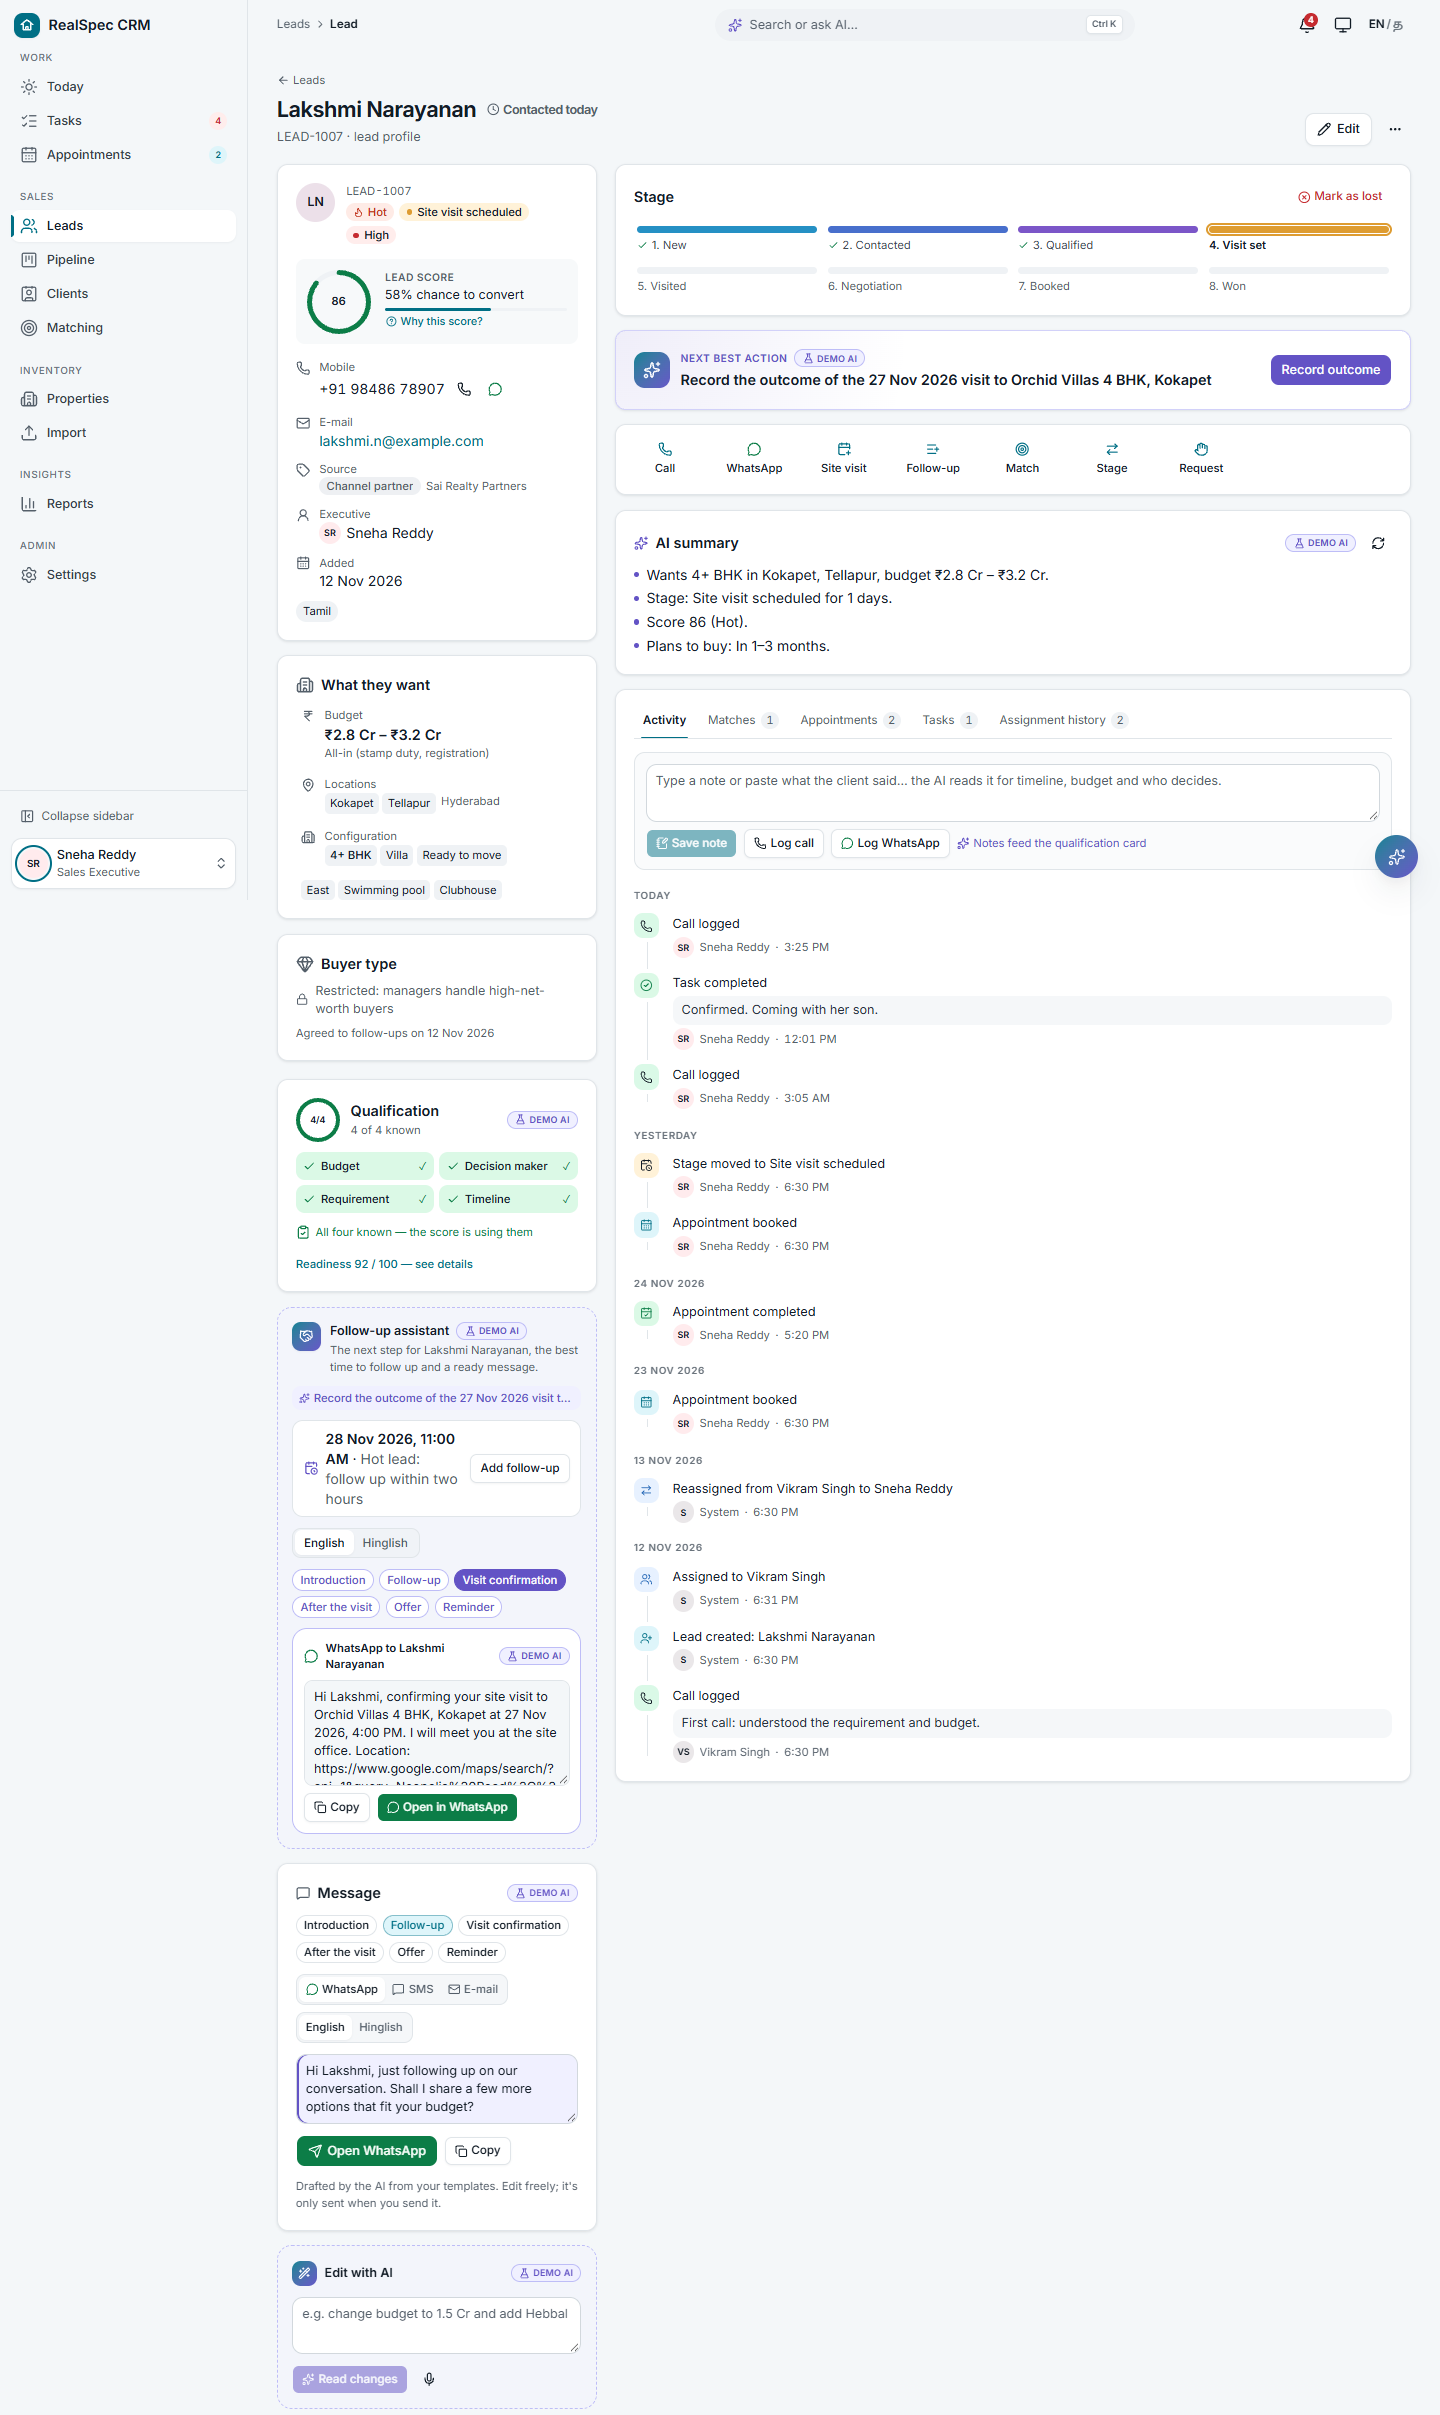 RealSpec CRM
WORK
Today
Tasks 4
Appointments 2
SALES
Leads
Pipeline
Clients
Matching
INVENTORY
Properties
Import
INSIGHTS
Reports
ADMIN
Settings
Collapse sidebar
SR Sneha Reddy
Sales Executive
Leads > Lead
Search or ask AI... Ctrl K
4
EN / த
← Leads
Lakshmi Narayanan Contacted today
LEAD-1007 · lead profile
Edit
LN LEAD-1007
Hot Site visit scheduled
High
86 LEAD SCORE
58% chance to convert
Why this score?
Mobile
+91 98486 78907
E-mail
lakshmi.n@example.com
Source
Channel partner Sai Realty Partners
Executive
SR Sneha Reddy
Added
12 Nov 2026
Tamil
What they want
₹ Budget
₹2.8 Cr – ₹3.2 Cr
All-in (stamp duty, registration)
Locations
Kokapet Tellapur Hyderabad
Configuration
4+ BHK Villa Ready to move
East Swimming pool Clubhouse
Buyer type
Restricted: managers handle high-net-
worth buyers
Agreed to follow-ups on 12 Nov 2026
4/4 Qualification DEMO AI
4 of 4 known
✓ Budget ✓ ✓ Decision maker ✓
✓ Requirement ✓ ✓ Timeline ✓
All four known — the score is using them
Readiness 92 / 100 — see details
Follow-up assistant DEMO AI
The next step for Lakshmi Narayanan, the best
time to follow up and a ready message.
Record the outcome of the 27 Nov 2026 visit t...
28 Nov 2026, 11:00
AM · Hot lead:
follow up within two
hours
Add follow-up
English Hinglish
Introduction Follow-up Visit confirmation
After the visit Offer Reminder
WhatsApp to Lakshmi
Narayanan
DEMO AI
Hi Lakshmi, confirming your site visit to
Orchid Villas 4 BHK, Kokapet at 27 Nov
2026, 4:00 PM. I will meet you at the site
office. Location:
https://www.google.com/maps/search/?
Copy Open in WhatsApp
Message DEMO AI
Introduction Follow-up Visit confirmation
After the visit Offer Reminder
WhatsApp SMS E-mail
English Hinglish
Hi Lakshmi, just following up on our
conversation. Shall I share a few more
options that fit your budget?
Open WhatsApp Copy
Drafted by the AI from your templates. Edit freely; it's
only sent when you send it.
Edit with AI DEMO AI
e.g. change budget to 1.5 Cr and add Hebbal
Read changes
Stage Mark as lost
✓ 1. New ✓ 2. Contacted ✓ 3. Qualified 4. Visit set
5. Visited 6. Negotiation 7. Booked 8. Won
NEXT BEST ACTION DEMO AI
Record the outcome of the 27 Nov 2026 visit to Orchid Villas 4 BHK, Kokapet
Record outcome
Call WhatsApp Site visit Follow-up Match Stage Request
AI summary DEMO AI
• Wants 4+ BHK in Kokapet, Tellapur, budget ₹2.8 Cr – ₹3.2 Cr.
• Stage: Site visit scheduled for 1 days.
• Score 86 (Hot).
• Plans to buy: In 1–3 months.
Activity Matches 1 Appointments 2 Tasks 1 Assignment history 2
Type a note or paste what the client said... the AI reads it for timeline, budget and who decides.
Save note Log call Log WhatsApp Notes feed the qualification card
TODAY
Call logged
SR Sneha Reddy · 3:25 PM
Task completed
Confirmed. Coming with her son.
SR Sneha Reddy · 12:01 PM
Call logged
SR Sneha Reddy · 3:05 AM
YESTERDAY
Stage moved to Site visit scheduled
SR Sneha Reddy · 6:30 PM
Appointment booked
SR Sneha Reddy · 6:30 PM
24 NOV 2026
Appointment completed
SR Sneha Reddy · 5:20 PM
23 NOV 2026
Appointment booked
SR Sneha Reddy · 6:30 PM
13 NOV 2026
Reassigned from Vikram Singh to Sneha Reddy
S System · 6:30 PM
12 NOV 2026
Assigned to Vikram Singh
S System · 6:31 PM
Lead created: Lakshmi Narayanan
S System · 6:30 PM
Call logged
First call: understood the requirement and budget.
VS Vikram Singh · 6:30 PM